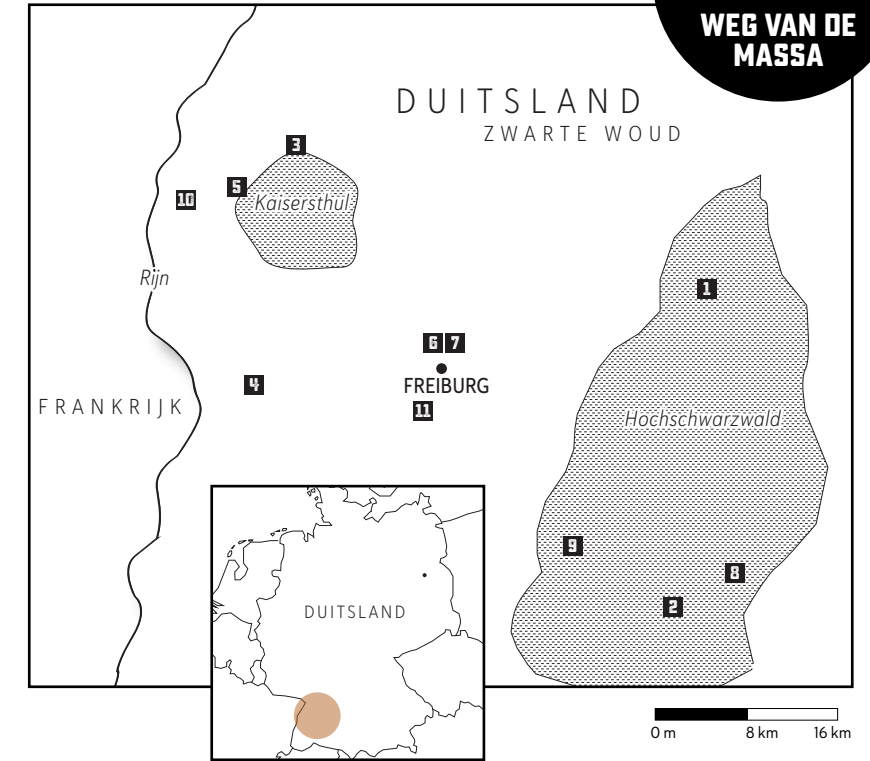 WEG VAN DE
MASSA
DUITSLAND
ZWARTE WOUD
3
5
10
Kaisersthul
Rijn
1
6 7
4
FREIBURG
FRANKRIJK
11
Hochschwarzwald
9
8
2
DUITSLAND
0 m 8 km 16 km